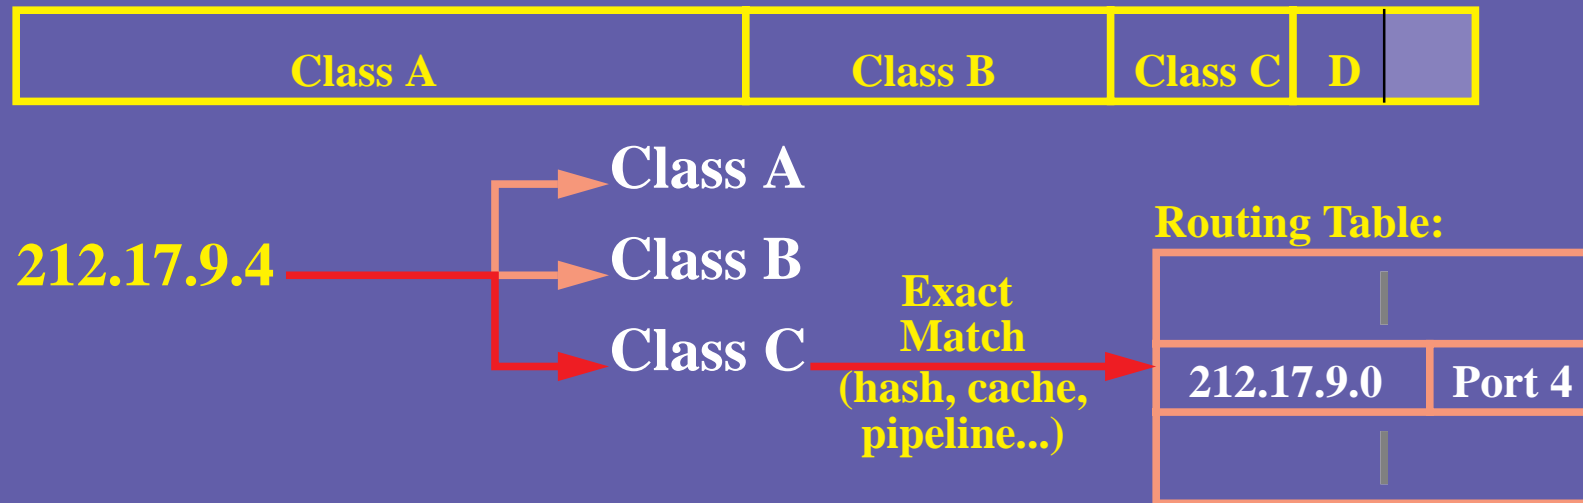 Class A Class B Class C D
Class A
212.17.9.4
Class B
Class C
Exact
Match
(hash, cache,
pipeline...)
Routing Table:
212.17.9.0 Port 4